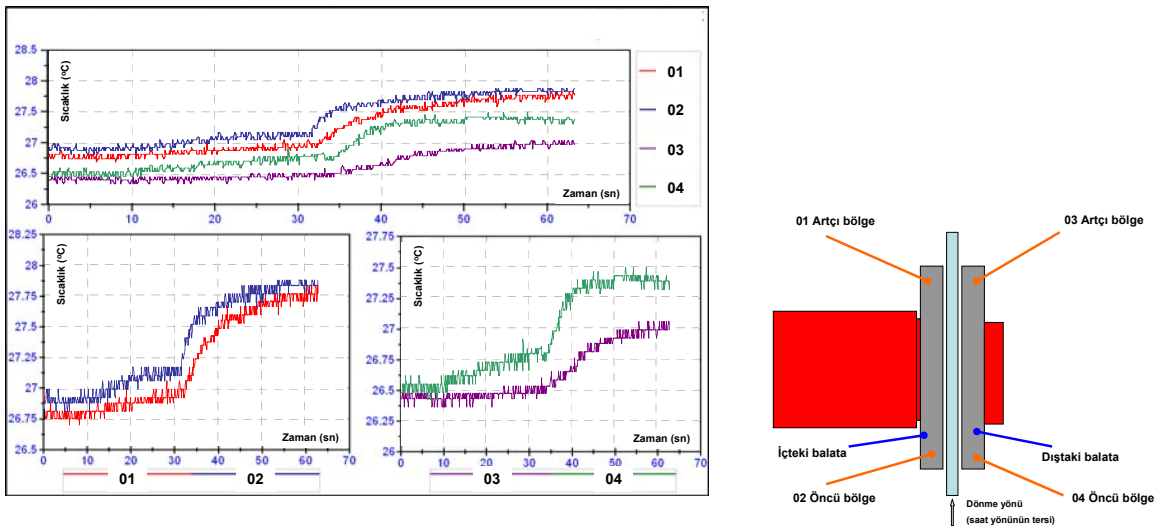 28.5
28
27.5
27
26.5
26
Sıcaklık (ºC)
Zaman (sn)
0 10 20 30 40 50 60 70
01
02
03
04
28.25
28
27.75
27.5
27.25
27
26.75
26.5
Sıcaklık (ºC)
Zaman (sn)
0 10 20 30 40 50 60 70
01 02
27.75
27.5
27.25
27
26.75
26.5
26.25
26
Sıcaklık (ºC)
Zaman (sn)
0 10 20 30 40 50 60 70
03 04
01 Artçı bölge
03 Artçı bölge
İçteki balata
Dıştaki balata
02 Öncü bölge
04 Öncü bölge
Dönme yönü
(saat yönünün tersi)